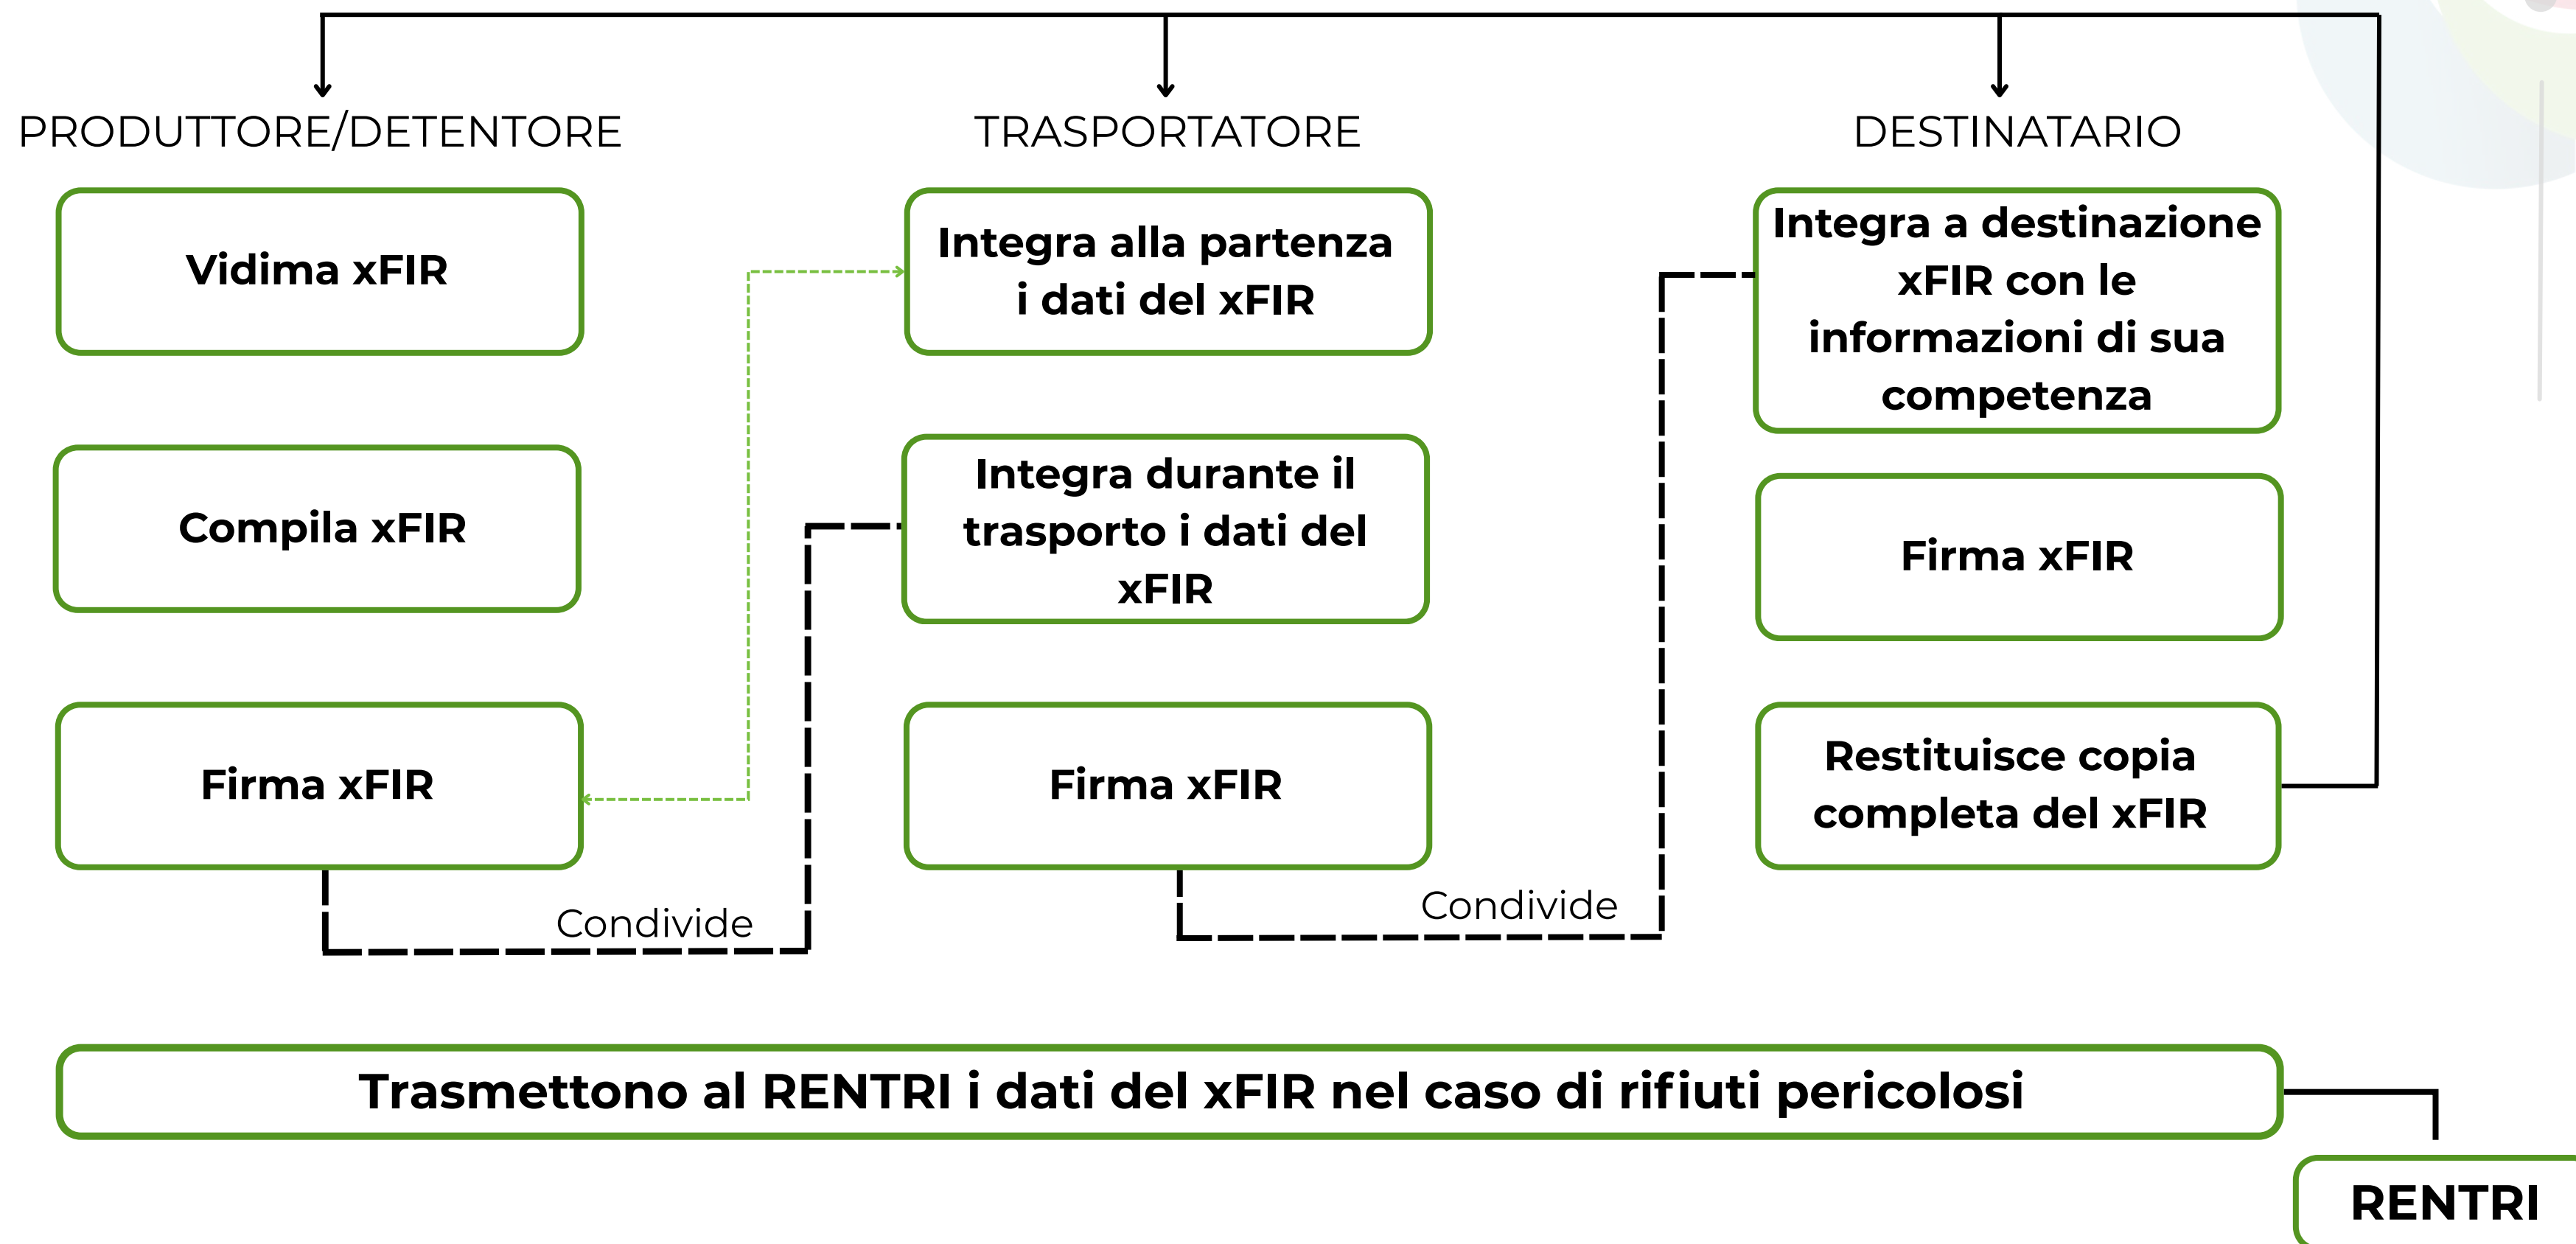 PRODUTTORE/DETENTORE
Vidima xFIR
Compila xFIR
Firma xFIR
Condivide
TRASPORTATORE
Integra alla partenza
i dati del xFIR
Integra durante il
trasporto i dati del
xFIR
Firma xFIR
Condivide
DESTINATARIO
Integra a destinazione
xFIR con le
informazioni di sua
competenza
Firma xFIR
Restituisce copia
completa del xFIR
Trasmettono al RENTRI i dati del xFIR nel caso di rifiuti pericolosi
RENTRI